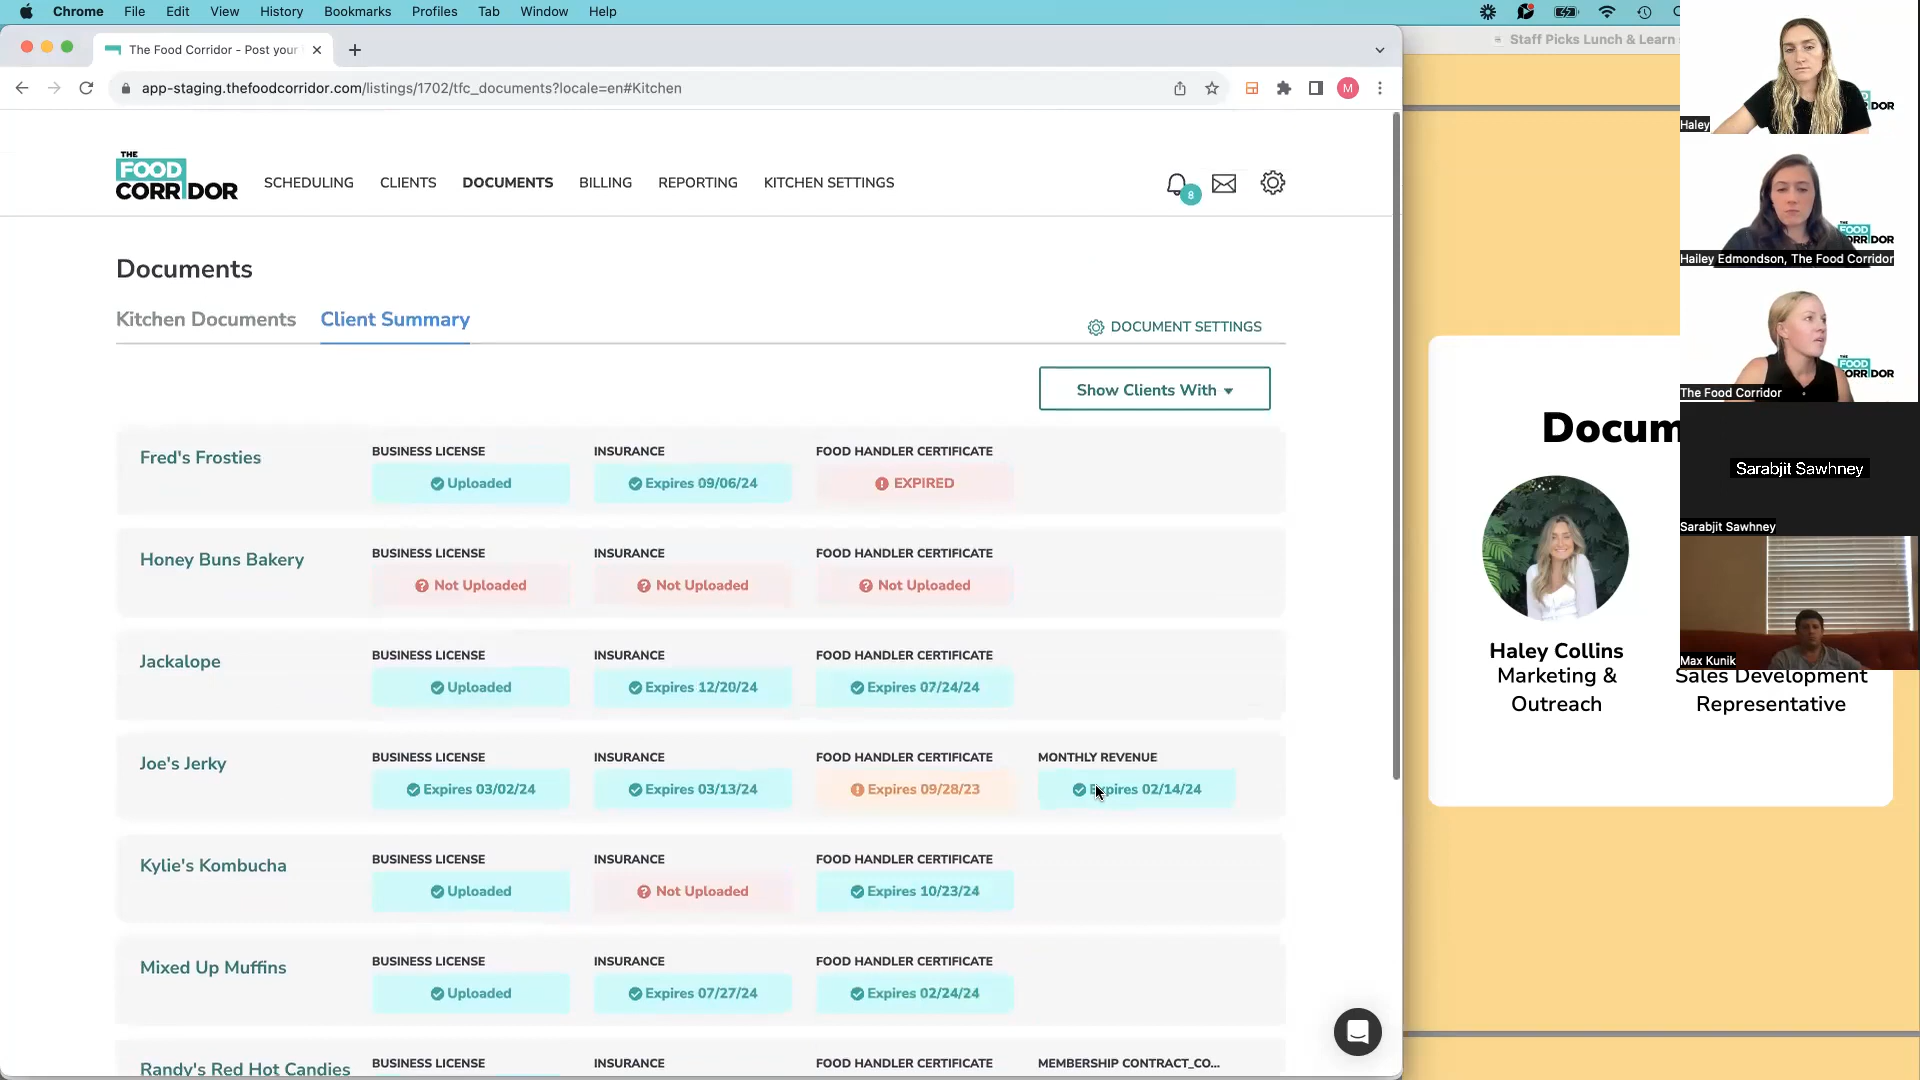 Chrome File Edit View History Bookmarks Profiles Tab Window Help
The Food Corridor - Post your
Staff Picks Lunch & Learn
app-staging.thefoodcorridor.com/listings/1702/tfc_documents?locale=en#Kitchen
M
THE FOOD CORRIDOR
SCHEDULING CLIENTS DOCUMENTS BILLING REPORTING KITCHEN SETTINGS
8
Documents
Kitchen Documents Client Summary
DOCUMENT SETTINGS
Show Clients With
Fred's Frosties
BUSINESS LICENSE INSURANCE FOOD HANDLER CERTIFICATE
Uploaded Expires 09/06/24 EXPIRED
Honey Buns Bakery
BUSINESS LICENSE INSURANCE FOOD HANDLER CERTIFICATE
Not Uploaded Not Uploaded Not Uploaded
Jackalope
BUSINESS LICENSE INSURANCE FOOD HANDLER CERTIFICATE
Uploaded Expires 12/20/24 Expires 07/24/24
Joe's Jerky
BUSINESS LICENSE INSURANCE FOOD HANDLER CERTIFICATE MONTHLY REVENUE
Expires 03/02/24 Expires 03/13/24 Expires 09/28/23 Expires 02/14/24
Kylie's Kombucha
BUSINESS LICENSE INSURANCE FOOD HANDLER CERTIFICATE
Uploaded Not Uploaded Expires 10/23/24
Mixed Up Muffins
BUSINESS LICENSE INSURANCE FOOD HANDLER CERTIFICATE
Uploaded Expires 07/27/24 Expires 02/24/24
Randy's Red Hot Candies
BUSINESS LICENSE INSURANCE FOOD HANDLER CERTIFICATE MEMBERSHIP CONTRACT_CO...
Docum
Haley Collins
Marketing &
Outreach
Sales Development
Representative
Haley
Hailey Edmondson, The Food Corridor
The Food Corridor
Sarabjit Sawhney
Sarabjit Sawhney
Max Kunik